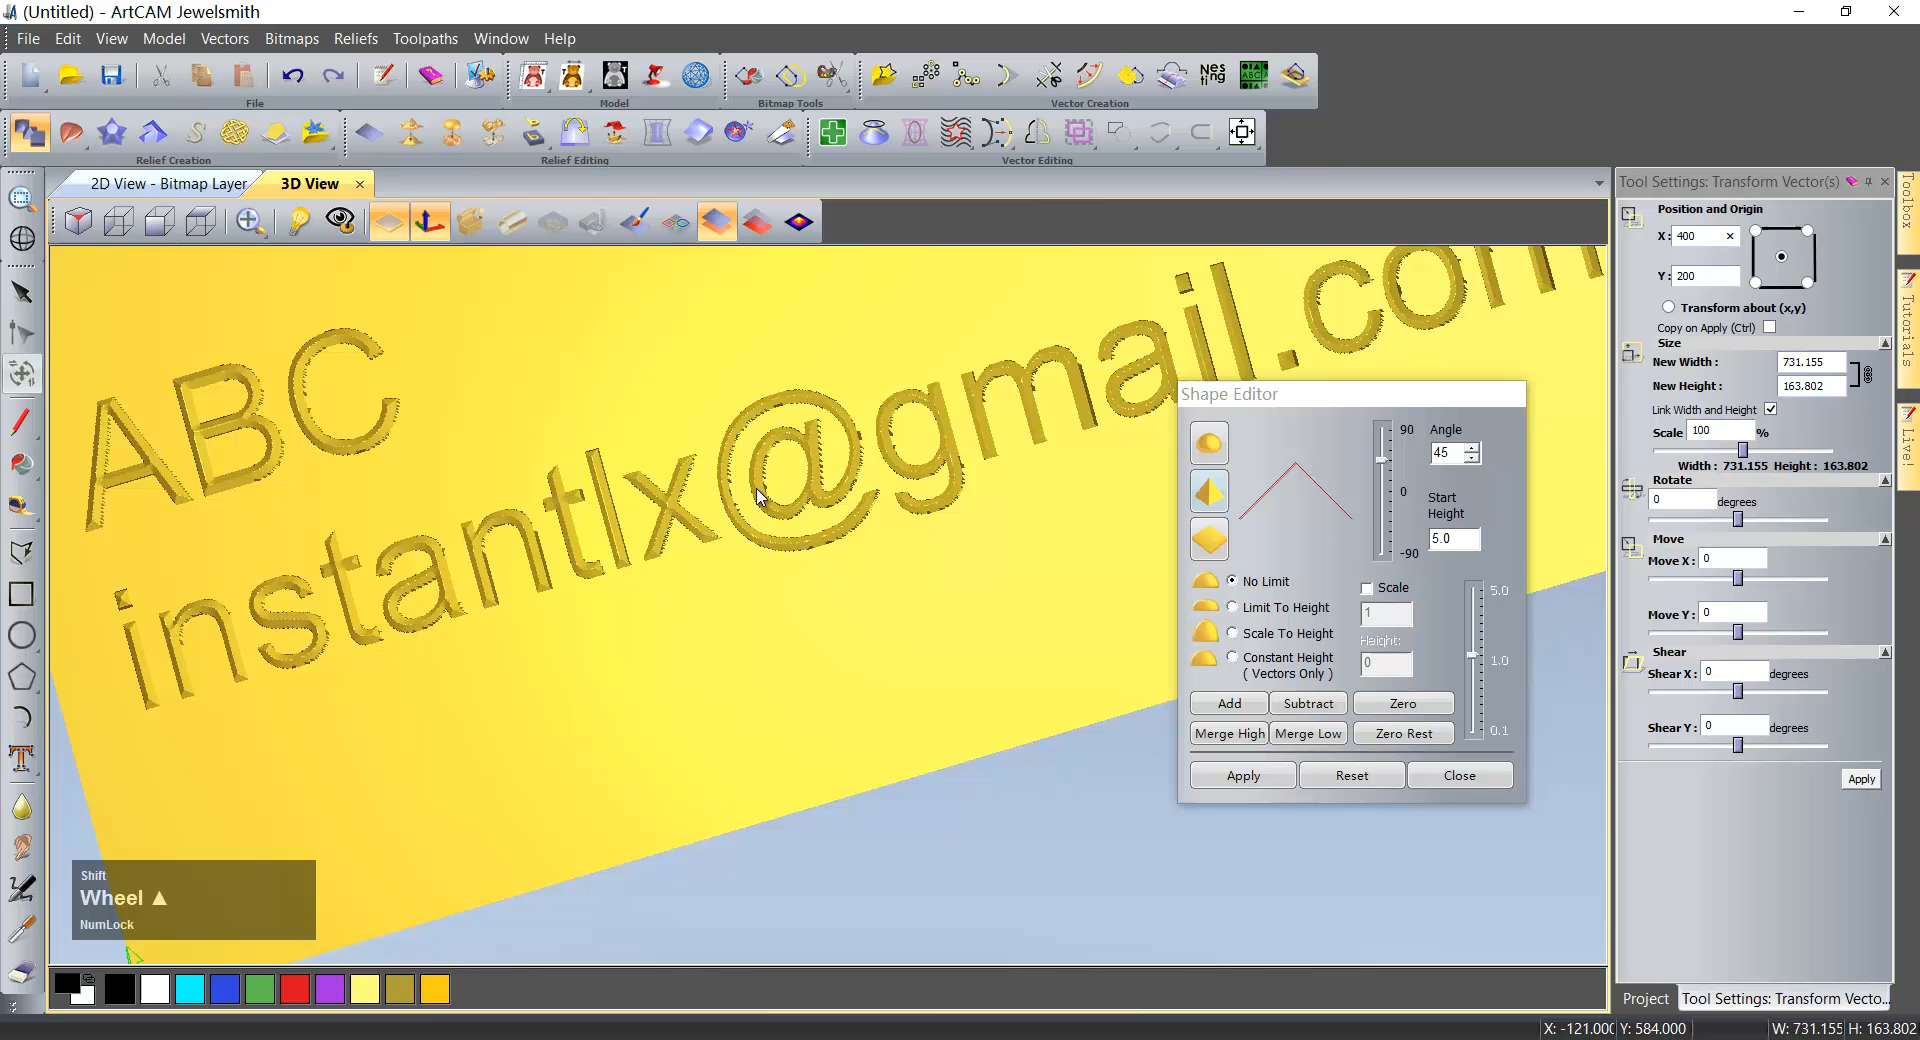 (Untitled) - ArtCAM Jewelsmith
File Edit View Model Vectors Bitmaps Reliefs Toolpaths Window Help
Nes ting
File Model Bitmap Tools Vector Creation
Relief Creation Relief Editing Vector Editing
2D View - Bitmap Layer 3D View
ABC
instantlx@gmail.com
Shape Editor
90
0
-90
Angle
45
Start
Height
5.0
No Limit
Limit To Height
Scale To Height
Constant Height
( Vectors Only )
Scale
1
Height:
0
5.0
1.0
0.1
Add Subtract Zero
Merge High Merge Low Zero Rest
Apply Reset Close
Shift
Wheel ▲
NumLock
Tool Settings: Transform Vector(s)
Position and Origin
X: 400
Y: 200
Transform about (x,y)
Copy on Apply (Ctrl)
Size
New Width : 731.155
New Height : 163.802
Link Width and Height
Scale 100 %
Width : 731.155 Height : 163.802
Rotate
0 degrees
Move
Move X : 0
Move Y : 0
Shear
Shear X : 0 degrees
Shear Y : 0 degrees
Apply
Toolbox
Tutorials
Live!
Project Tool Settings: Transform Vecto...
X: -121.000 Y: 584.000 W: 731.155 H: 163.802